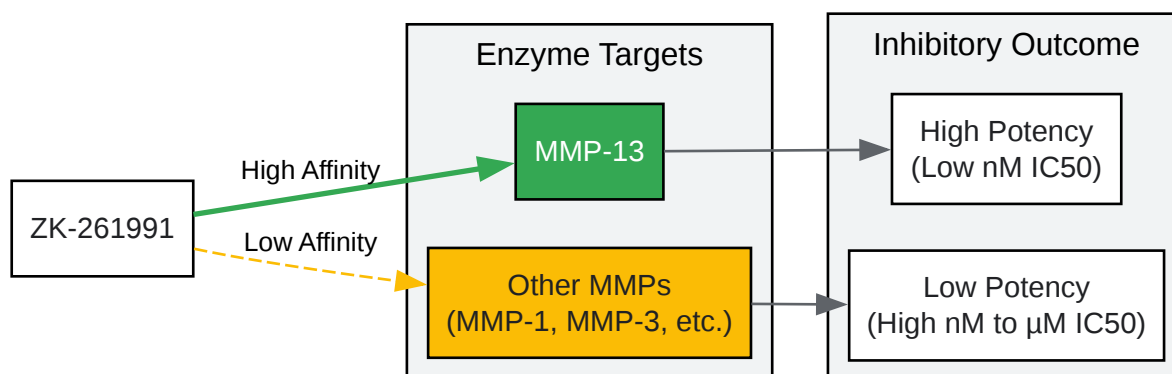 Enzyme Targets
Inhibitory Outcome
MMP-13
High Potency
(Low nM IC50)
High Affinity
ZK-261991
Low Affinity
Other MMPs
(MMP-1, MMP-3, etc.)
Low Potency
(High nM to µM IC50)